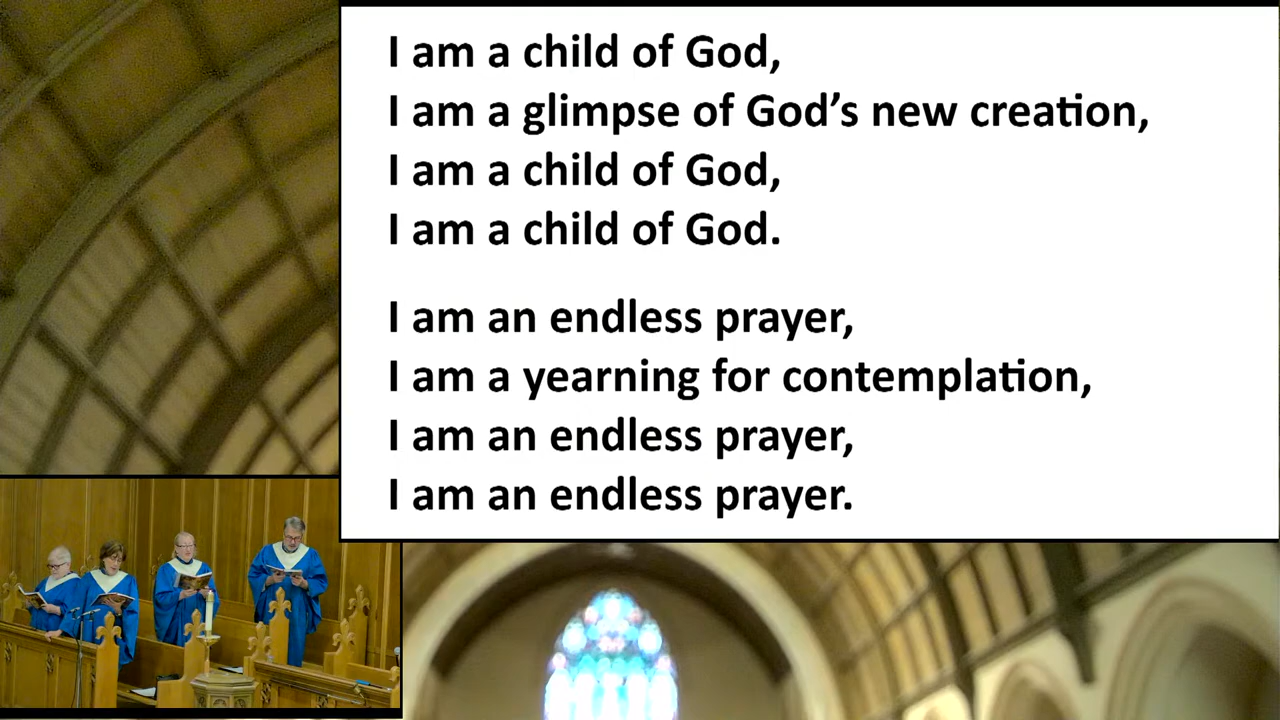 I am a child of God,
I am a glimpse of God's new creation,
I am a child of God,
I am a child of God.
I am an endless prayer,
I am a yearning for contemplation,
I am an endless prayer,
I am an endless prayer.